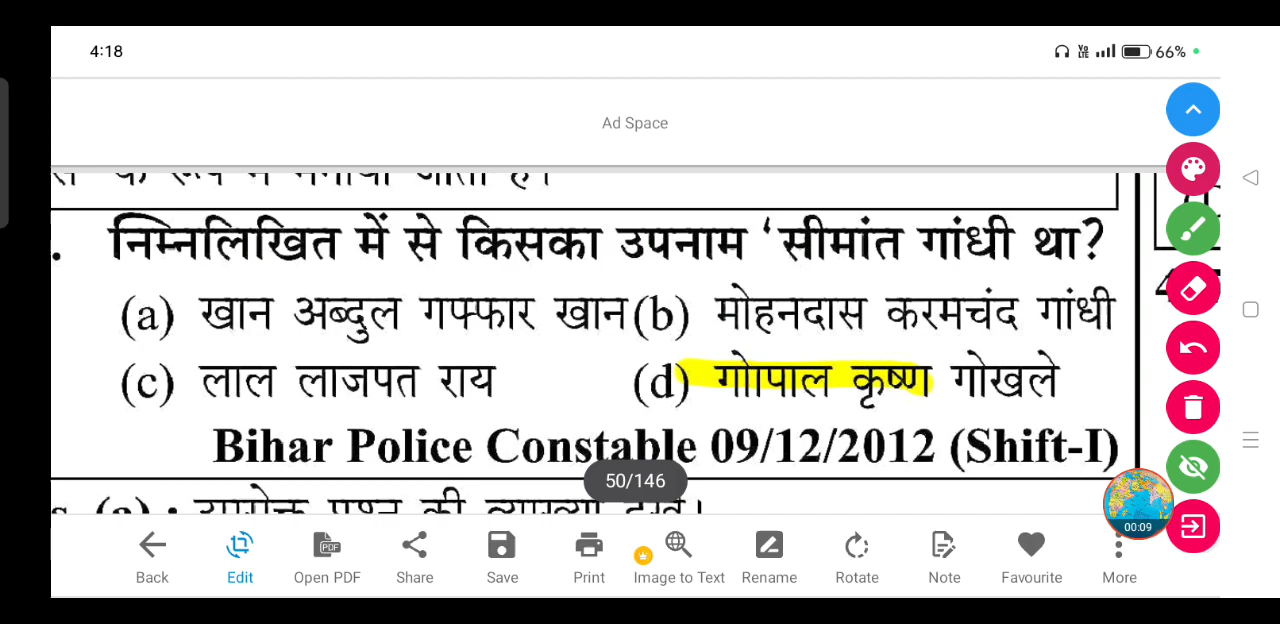 4:18
66%
Ad Space
निम्नलिखित में से किसका उपनाम ‘सीमांत गांधी था?
(a) खान अब्दुल गफ्फार खान (b) मोहनदास करमचंद गांधी
(c) लाल लाजपत राय (d) गाोपाल कृष्ण गोखले
Bihar Police Constable 09/12/2012 (Shift-I)
50/146
00:09
Back Edit Open PDF Share Save Print Image to Text Rename Rotate Note Favourite More